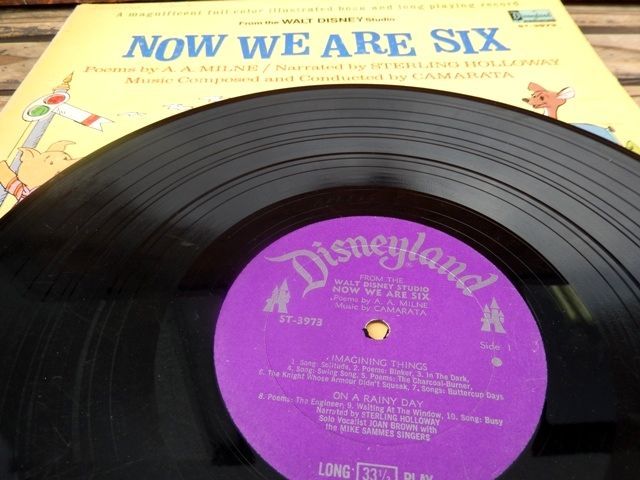 A magnificent full-color illustrated book and long playing record
Disneyland
ST-3973
From the WALT DISNEY Studio
NOW WE ARE SIX
Poems by A. A. MILNE / Narrated by STERLING HOLLOWAY
Music Composed and Conducted by CAMARATA
Disneyland
FROM THE
WALT DISNEY STUDIO
NOW WE ARE SIX
Poems by A. A. MILNE
Music by CAMARATA
ST-3973
Side 1
IMAGINING THINGS
1. Song: Solitude, 2. Poems: Binker, 3. In The Dark,
4. Song: Swing Song, 5. Poems: The Charcoal-Burner,
6. The Knight Whose Armour Didn't Squeak, 7. Songs: Buttercup Days
ON A RAINY DAY
8. Poems: The Engineer, 9. Waiting At The Window, 10. Song: Busy
Narrated by STERLING HOLLOWAY
Solo Vocalist JOAN BROWN with
the MIKE SAMMES SINGERS
LONG 33⅓ PLAY